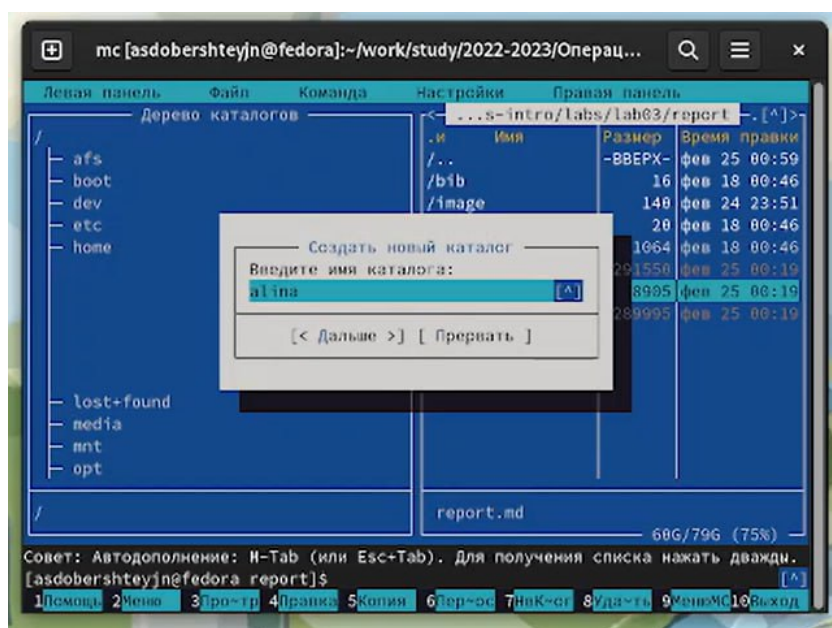 mc [asdobershteyjn@fedora]:~/work/study/2022-2023/Операц...
Левая панель Файл Команда Настройки Правая панель
Дерево каталогов
/
afs
boot
dev
etc
home
lost+found
media
mnt
opt
/
<- ...s-intro/labs/lab03/report -.[^]>
.и Имя Размер Время правки
/.. -ВВЕРХ- фев 25 00:59
/bib 16 фев 18 00:46
/image 140 фев 24 23:51
20 фев 18 00:46
1064 фев 18 00:46
291550 фев 25 00:19
8905 фев 25 00:19
289995 фев 25 00:19
report.md
60G/79G (75%)
Создать новый каталог
Введите имя каталога:
alina [^]
[< Дальше >] [ Прервать ]
Совет: Автодополнение: M-Tab (или Esc+Tab). Для получения списка нажать дважды.
[asdobershteyjn@fedora report]$ [^]
1Помощь 2Меню 3Про~тр 4Правка 5Копия 6Пер~ос 7НвК~ог 8Уда~ть 9МенюMC 10Выход